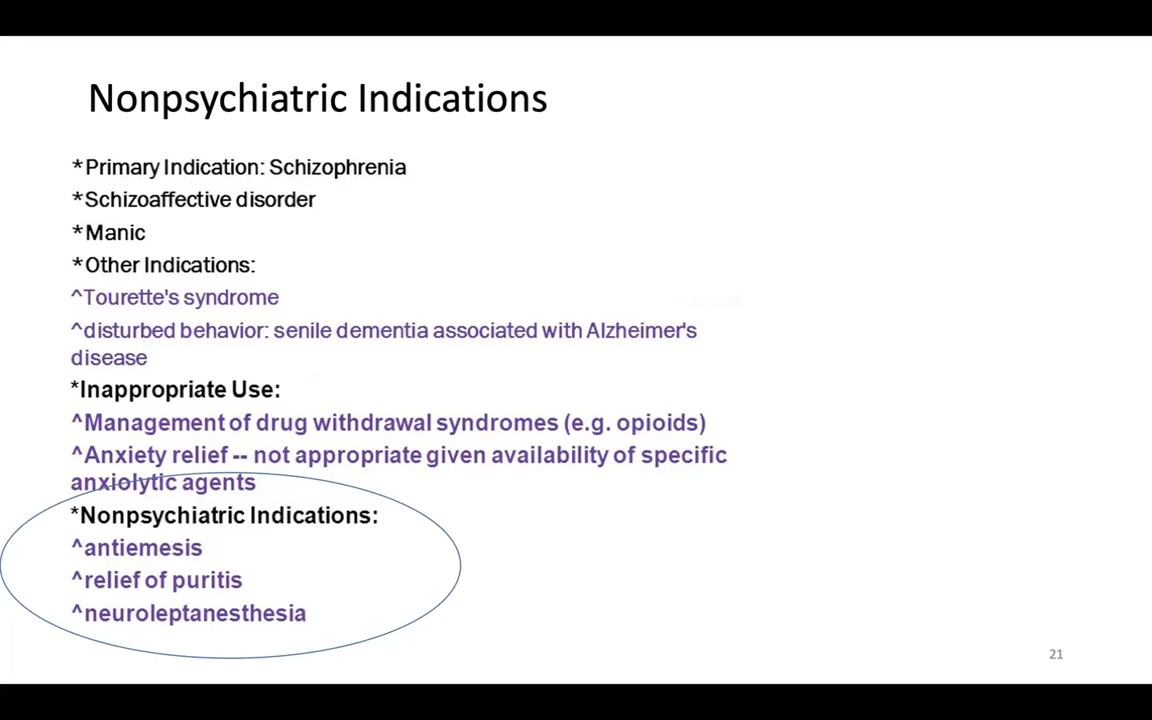 Nonpsychiatric Indications
*Primary Indication: Schizophrenia
*Schizoaffective disorder
*Manic
*Other Indications:
^Tourette's syndrome
^disturbed behavior: senile dementia associated with Alzheimer's
disease
*Inappropriate Use:
^Management of drug withdrawal syndromes (e.g. opioids)
^Anxiety relief -- not appropriate given availability of specific
anxiolytic agents
*Nonpsychiatric Indications:
^antiemesis
^relief of puritis
^neuroleptanesthesia
21